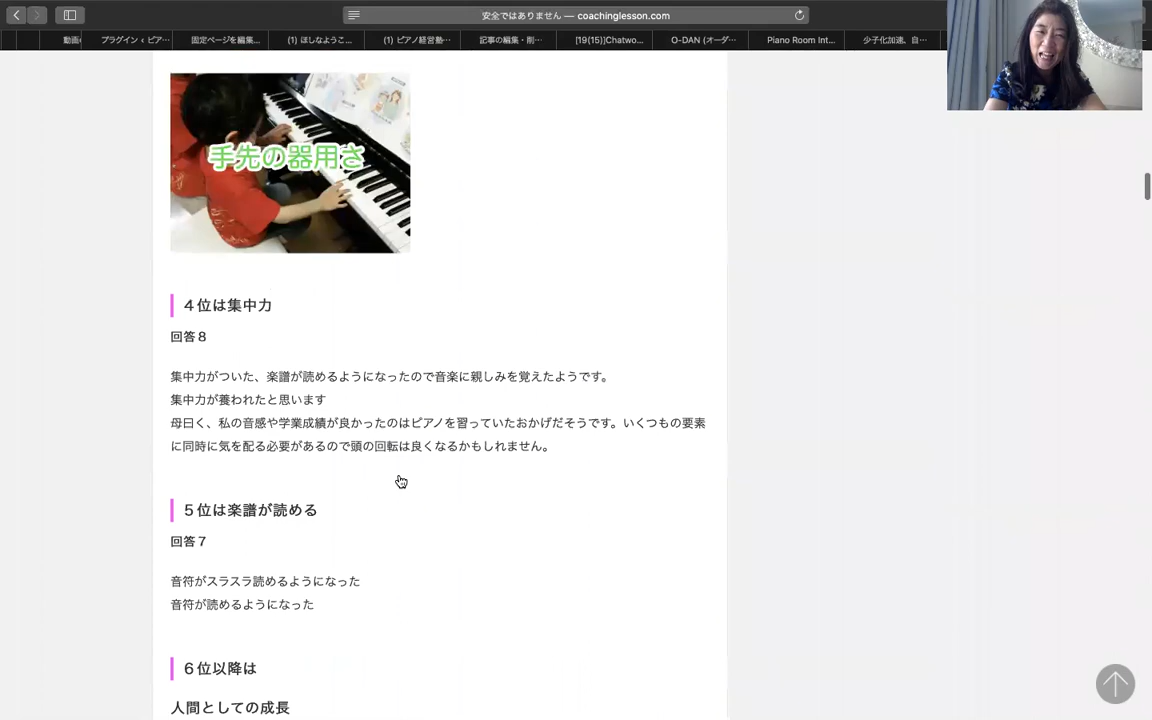 安全ではありません — coachinglesson.com
動画
プラグイン ‹ ピア…
固定ページを編集…
(1) ほしなようこ…
(1) ピアノ経営塾…
記事の編集・削…
[19(15)]Chatwo…
O-DAN (オーダ…
Piano Room Int…
少子化加速、自…
手先の器用さ
４位は集中力
回答８
集中力がついた、楽譜が読めるようになったので音楽に親しみを覚えたようです。
集中力が養われたと思います
母曰く、私の音感や学業成績が良かったのはピアノを習っていたおかげだそうです。いくつもの要素
に同時に気を配る必要があるので頭の回転は良くなるかもしれません。
５位は楽譜が読める
回答７
音符がスラスラ読めるようになった
音符が読めるようになった
６位以降は
人間としての成長